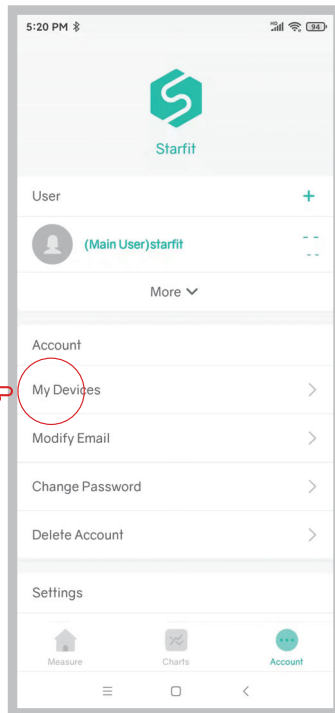 5:20 PM
HD 94
Starfit
User +
(Main User)starfit - -
- -
More
Account
My Devices
Modify Email
Change Password
Delete Account
Settings
Measure Charts Account